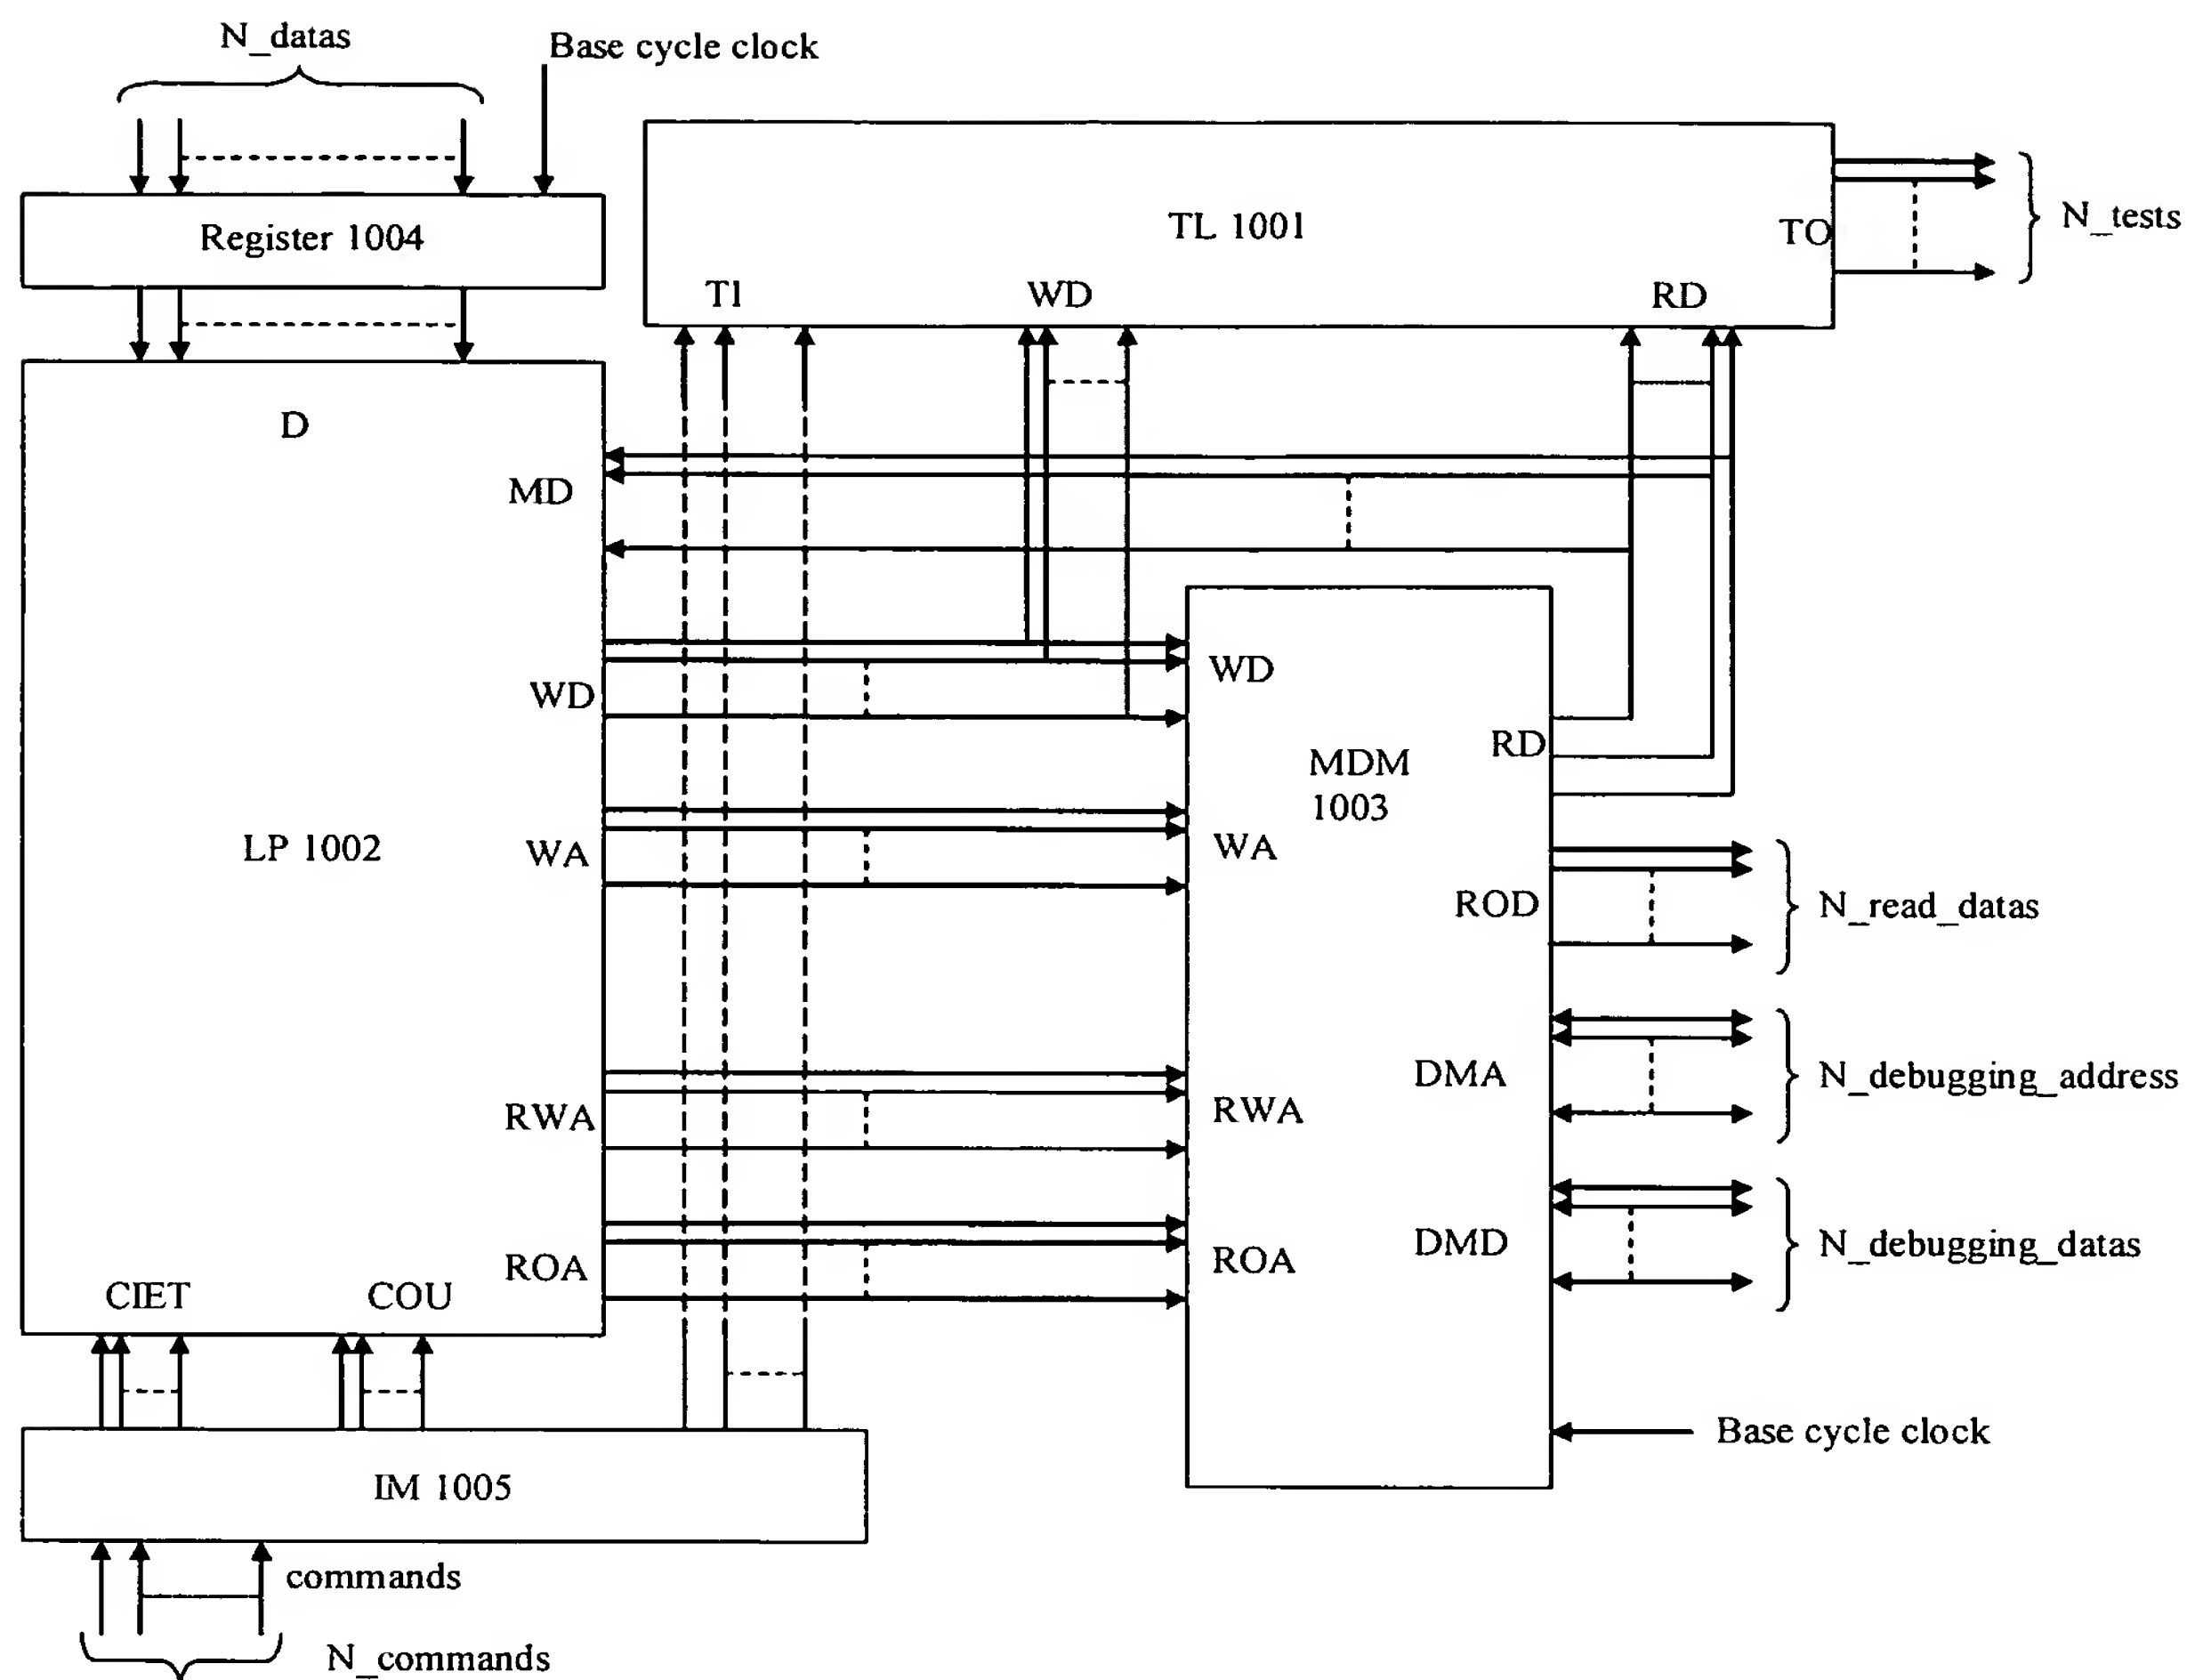 N_datas
Base cycle clock
Register 1004
TL 1001
TO
N_tests
TI
WD
RD
D
MD
WD
WD
RD
MDM
1003
LP 1002
WA
WA
ROD
N_read_datas
DMA
N_debugging_address
RWA
RWA
DMD
N_debugging_datas
ROA
ROA
CIET
COU
Base cycle clock
IM 1005
commands
N_commands